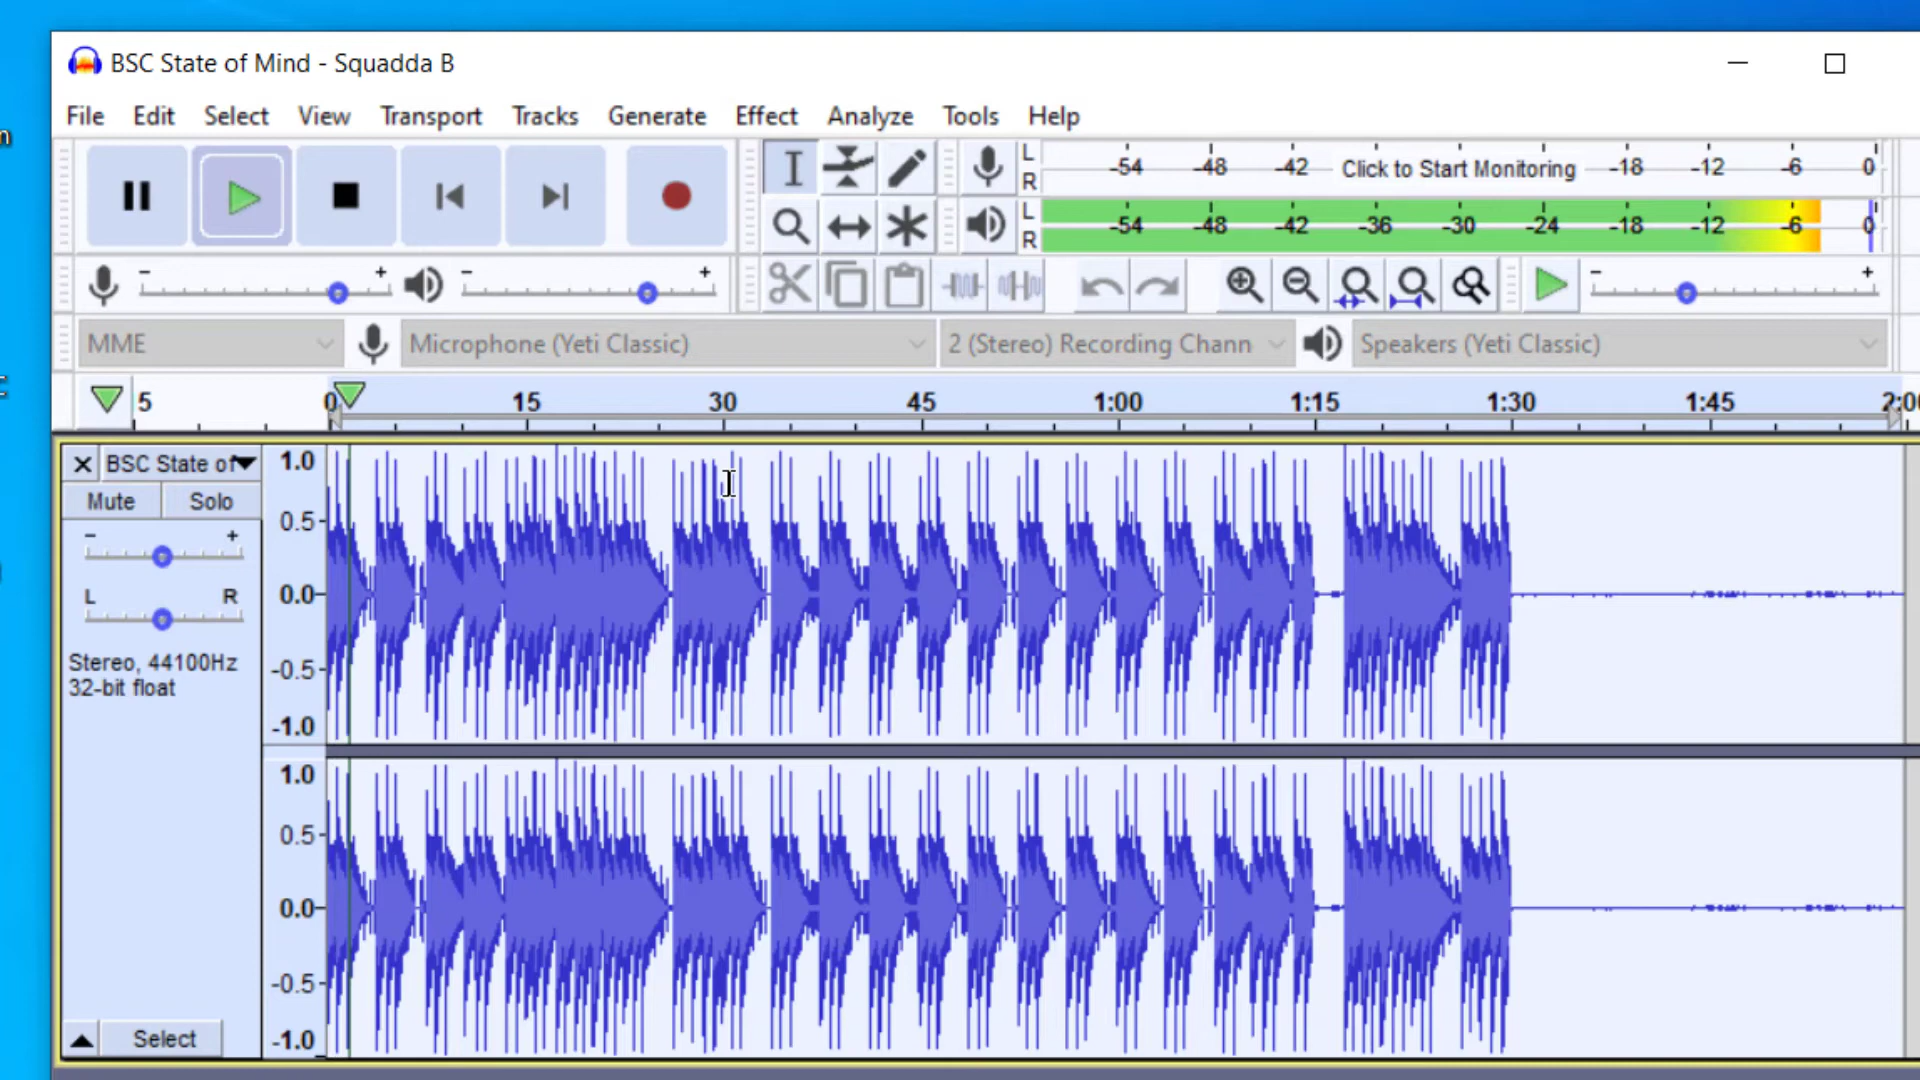 BSC State of Mind - Squadda B
File Edit Select View Transport Tracks Generate Effect Analyze Tools Help
L
R
-54 -48 -42 Click to Start Monitoring -18 -12 -6 0
L
R
-54 -48 -42 -36 -30 -24 -18 -12 -6 0
- + - + - +
MME Microphone (Yeti Classic) 2 (Stereo) Recording Chann Speakers (Yeti Classic)
5 0 15 30 45 1:00 1:15 1:30 1:45 2:00
BSC State of
Mute Solo
- +
L R
Stereo, 44100Hz
32-bit float
Select
1.0
0.5
0.0
-0.5
-1.0
1.0
0.5
0.0
-0.5
-1.0